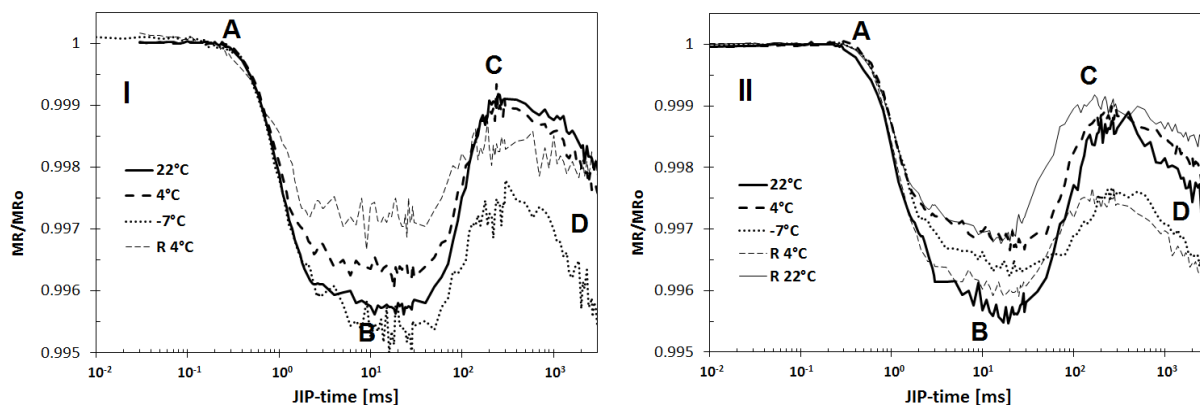 A
1
C
I
0.999
0.998
22°C
4°C
0.997
-7°C
D
R 4°C
0.996
B
0.995
10-2 10-1 100 101 102 103
JIP-time [ms]
MR/MRo
A
1
C
II
0.999
0.998
22°C
4°C
0.997
-7°C
D
R 4°C
R 22°C
0.996
B
0.995
10-2 10-1 100 101 102 103
JIP-time [ms]
MR/MRo